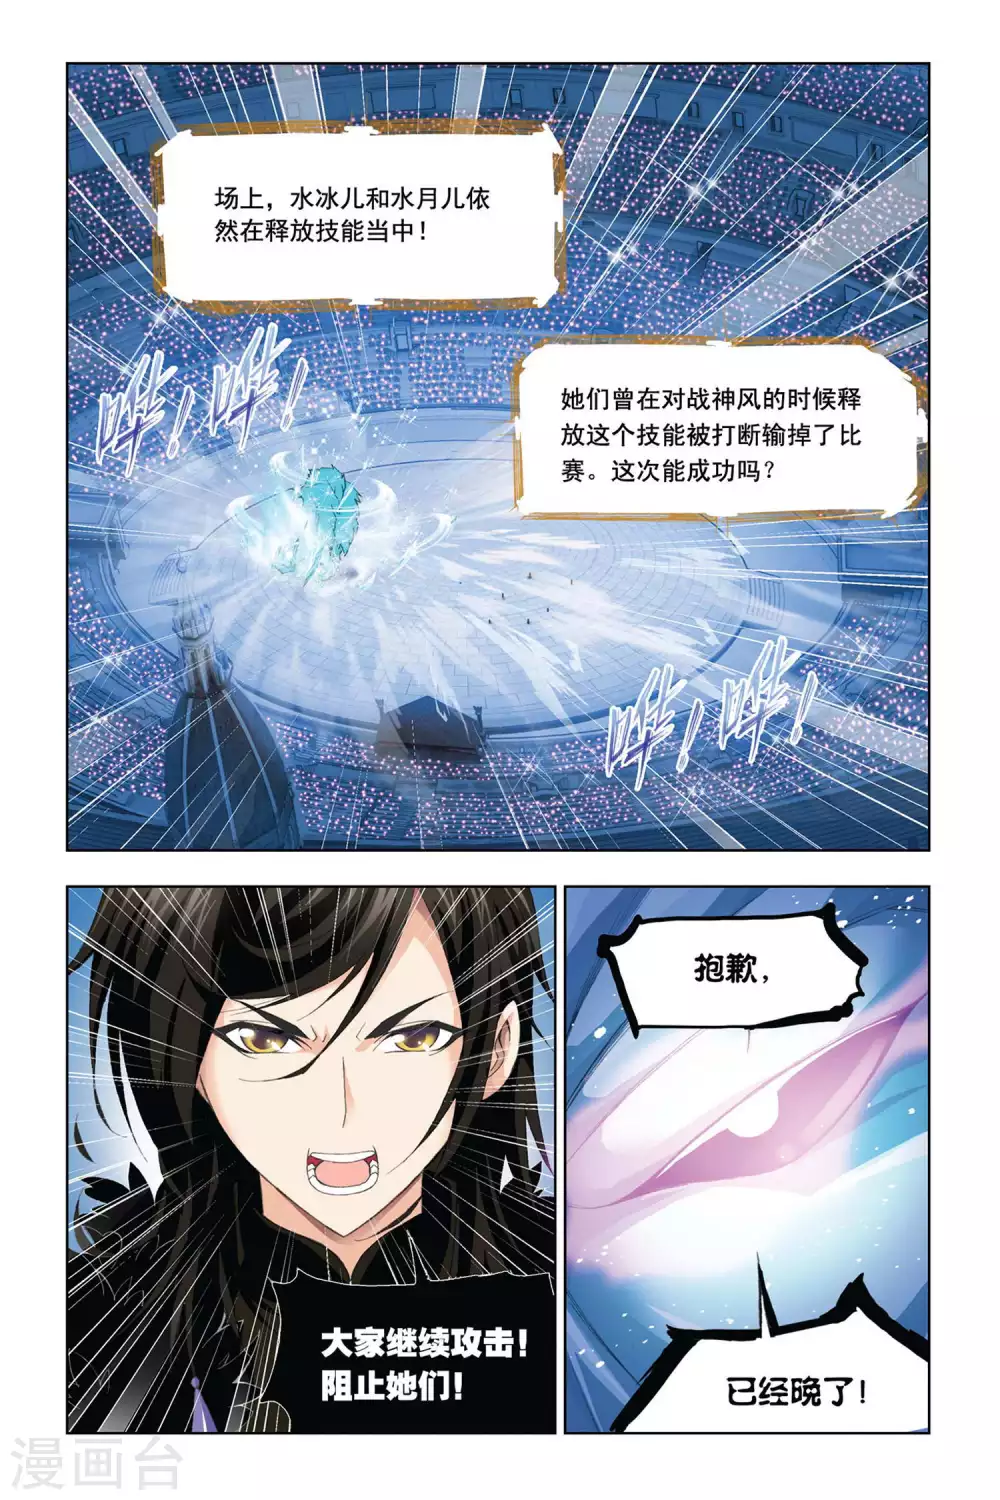 场上，水冰儿和水月儿依
然在释放技能当中！
哗！哗！
她们曾在对战神风的时候释
放这个技能被打断输掉了比
赛。这次能成功吗？
哗！哗！
大家继续攻击！
阻止她们！
抱歉，
已经晚了！
漫画台